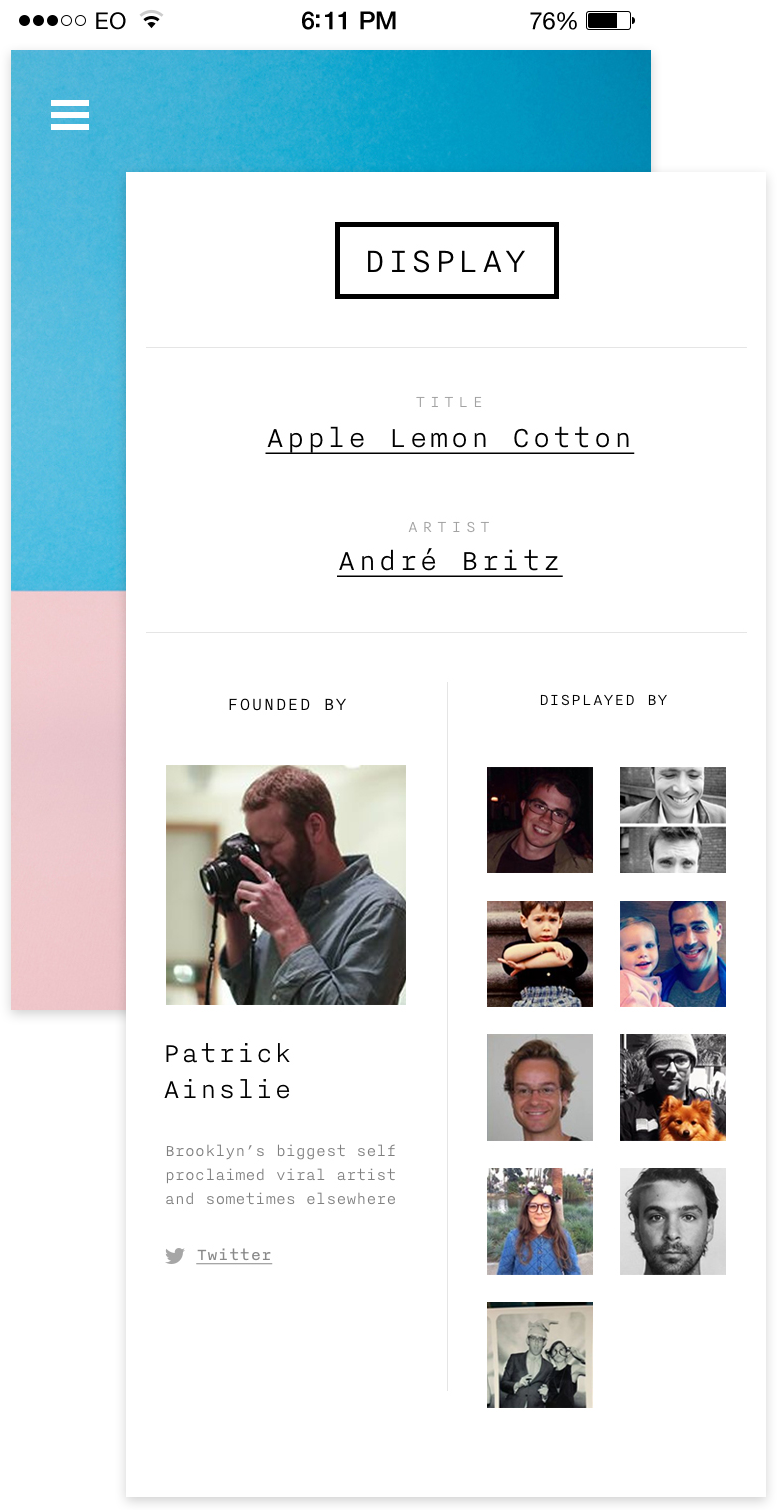 EO 6:11 PM 76%
DISPLAY
TITLE
Apple Lemon Cotton
ARTIST
André Britz
FOUNDED BY
Patrick
Ainslie
Brooklyn’s biggest self
proclaimed viral artist
and sometimes elsewhere
Twitter
DISPLAYED BY